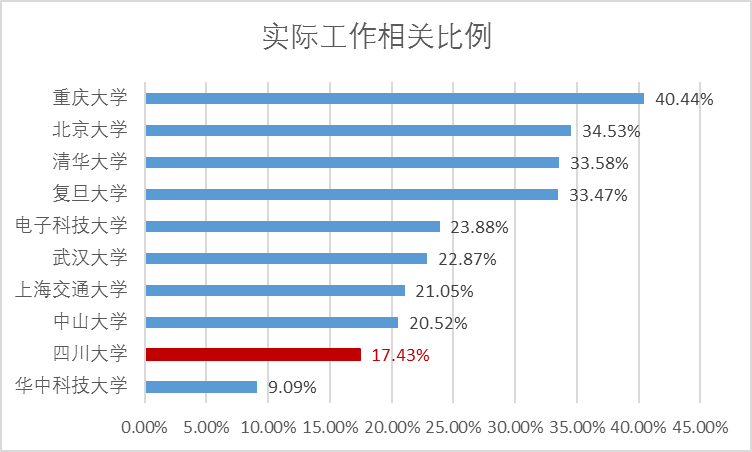 实际工作相关比例
重庆大学 40.44%
北京大学 34.53%
清华大学 33.58%
复旦大学 33.47%
电子科技大学 23.88%
武汉大学 22.87%
上海交通大学 21.05%
中山大学 20.52%
四川大学 17.43%
华中科技大学 9.09%
0.00% 5.00% 10.00% 15.00% 20.00% 25.00% 30.00% 35.00% 40.00% 45.00%